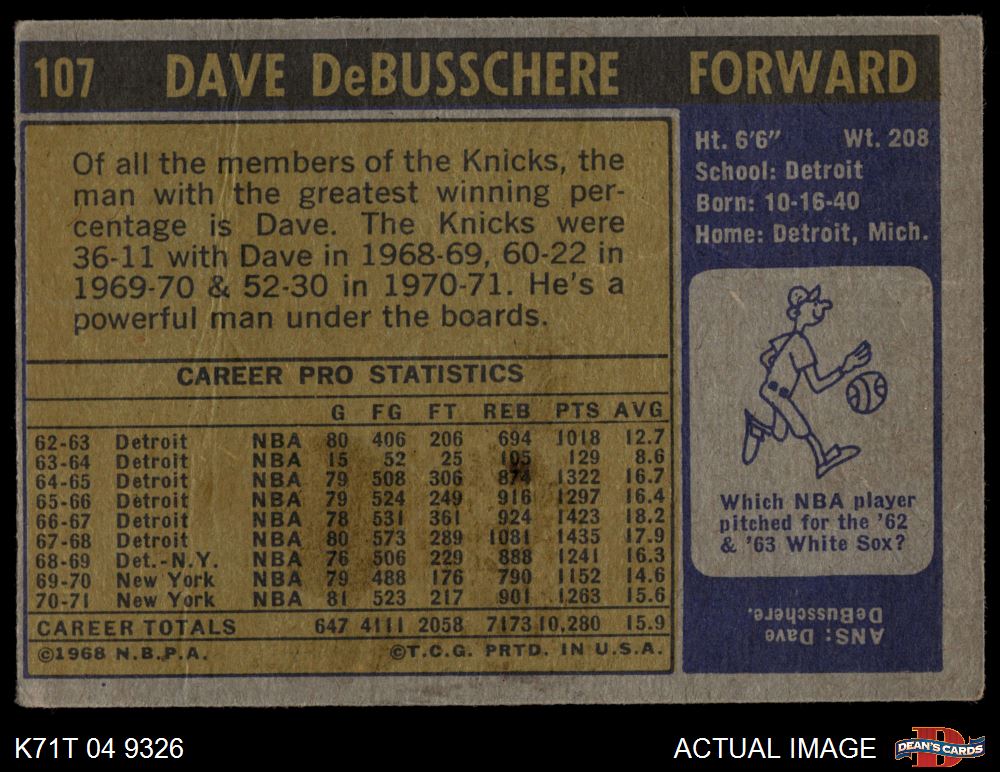 107 DAVE DeBUSSCHERE FORWARD
Of all the members of the Knicks, the
man with the greatest winning per-
centage is Dave. The Knicks were
36-11 with Dave in 1968-69, 60-22 in
1969-70 & 52-30 in 1970-71. He's a
powerful man under the boards.
CAREER PRO STATISTICS
G FG FT REB PTS AVG
62-63 Detroit NBA 80 406 206 694 1018 12.7
63-64 Detroit NBA 15 52 25 105 129 8.6
64-65 Detroit NBA 79 508 306 874 1322 16.7
65-66 Detroit NBA 79 524 249 916 1297 16.4
66-67 Detroit NBA 78 531 361 924 1423 18.2
67-68 Detroit NBA 80 573 289 1081 1435 17.9
68-69 Det.-N.Y. NBA 76 506 229 888 1241 16.3
69-70 New York NBA 79 488 176 790 1152 14.6
70-71 New York NBA 81 523 217 901 1263 15.6
CAREER TOTALS 647 4111 2058 7173 10,280 15.9
©1968 N.B.P.A. ©T.C.G. PRTD. IN U.S.A.
Ht. 6'6" Wt. 208
School: Detroit
Born: 10-16-40
Home: Detroit, Mich.
Which NBA player
pitched for the '62
& '63 White Sox?
ANS: Dave
DeBusschere.
K71T 04 9326
ACTUAL IMAGE
D
DEAN'S CARDS